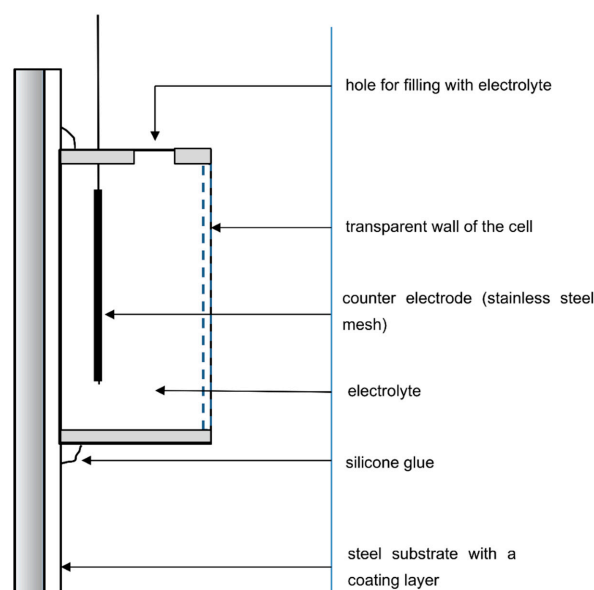 hole for filling with electrolyte
transparent wall of the cell
counter electrode (stainless steel
mesh)
electrolyte
silicone glue
steel substrate with a
coating layer